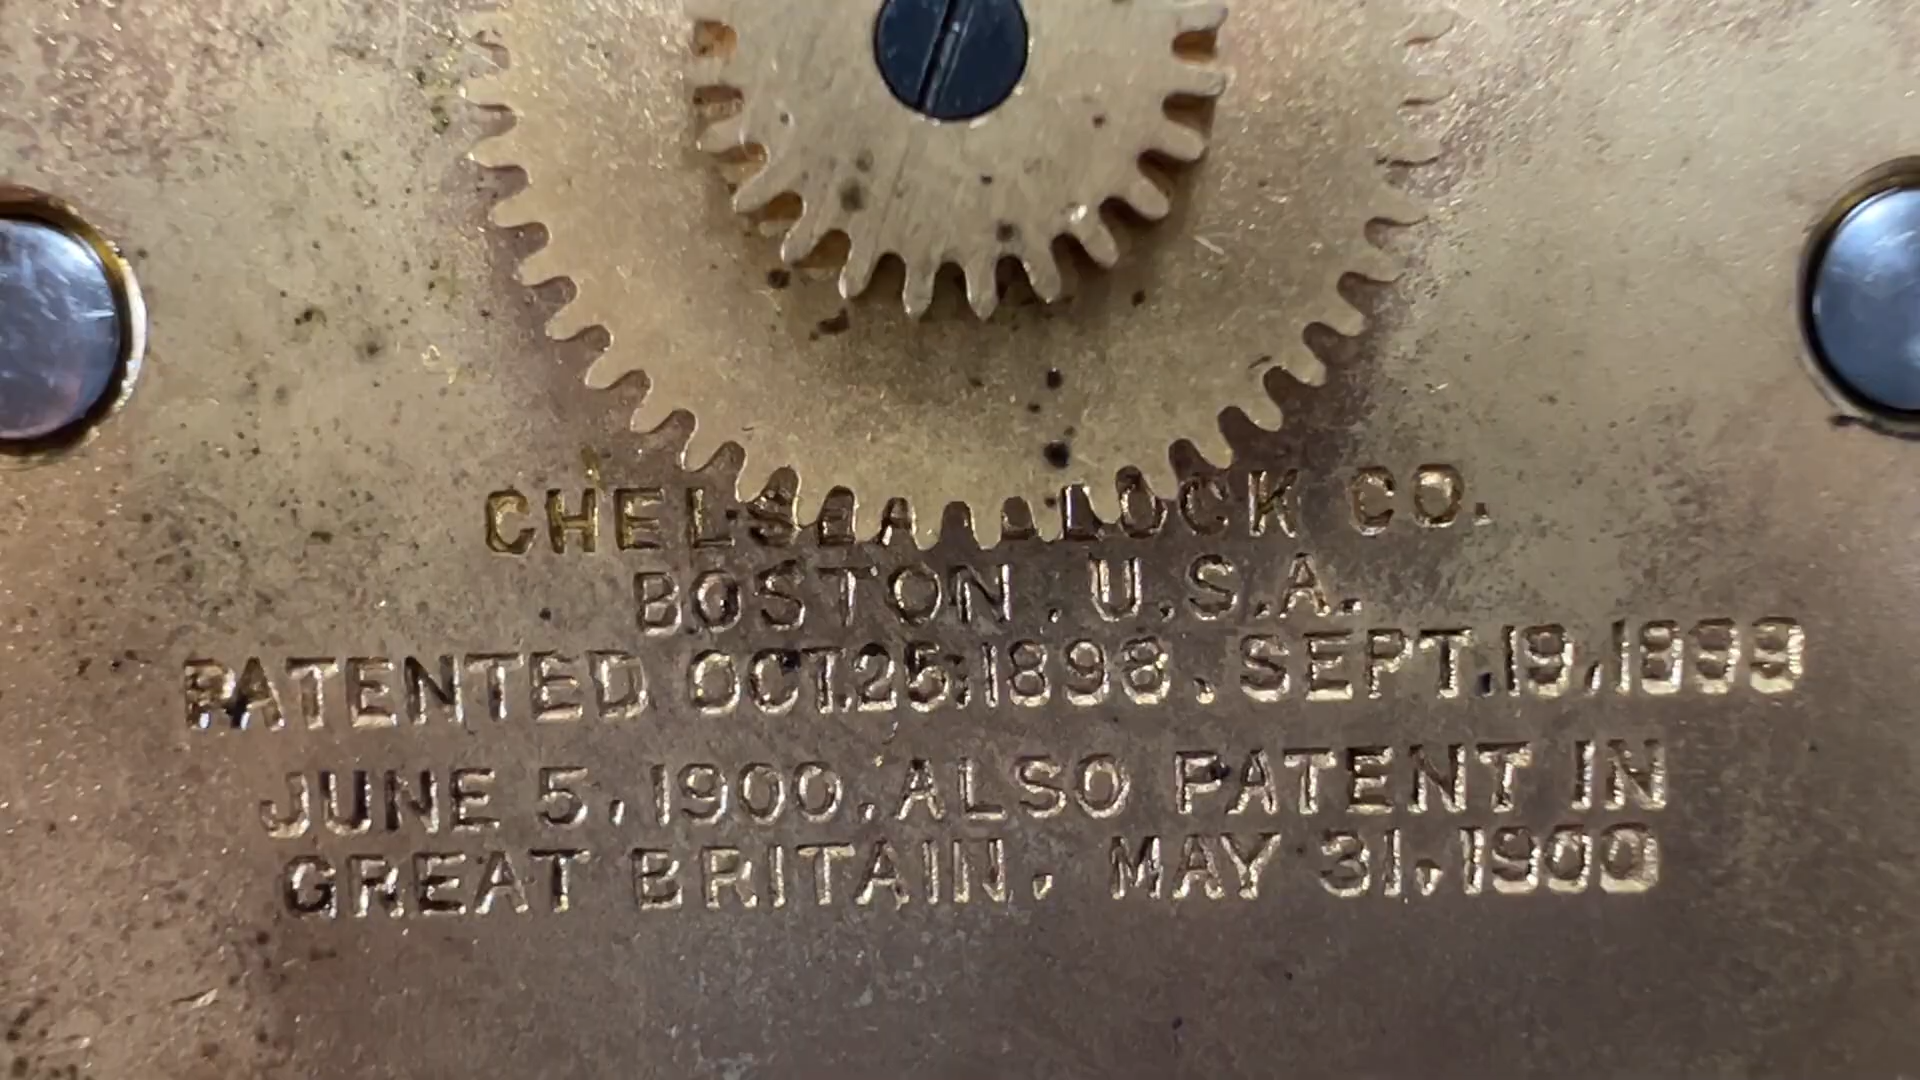 CHELSEA CLOCK CO.
BOSTON. U.S.A.
PATENTED OCT.25,1898. SEPT.19,1899
JUNE 5,1900. ALSO PATENT IN
GREAT BRITAIN, MAY 31,1900